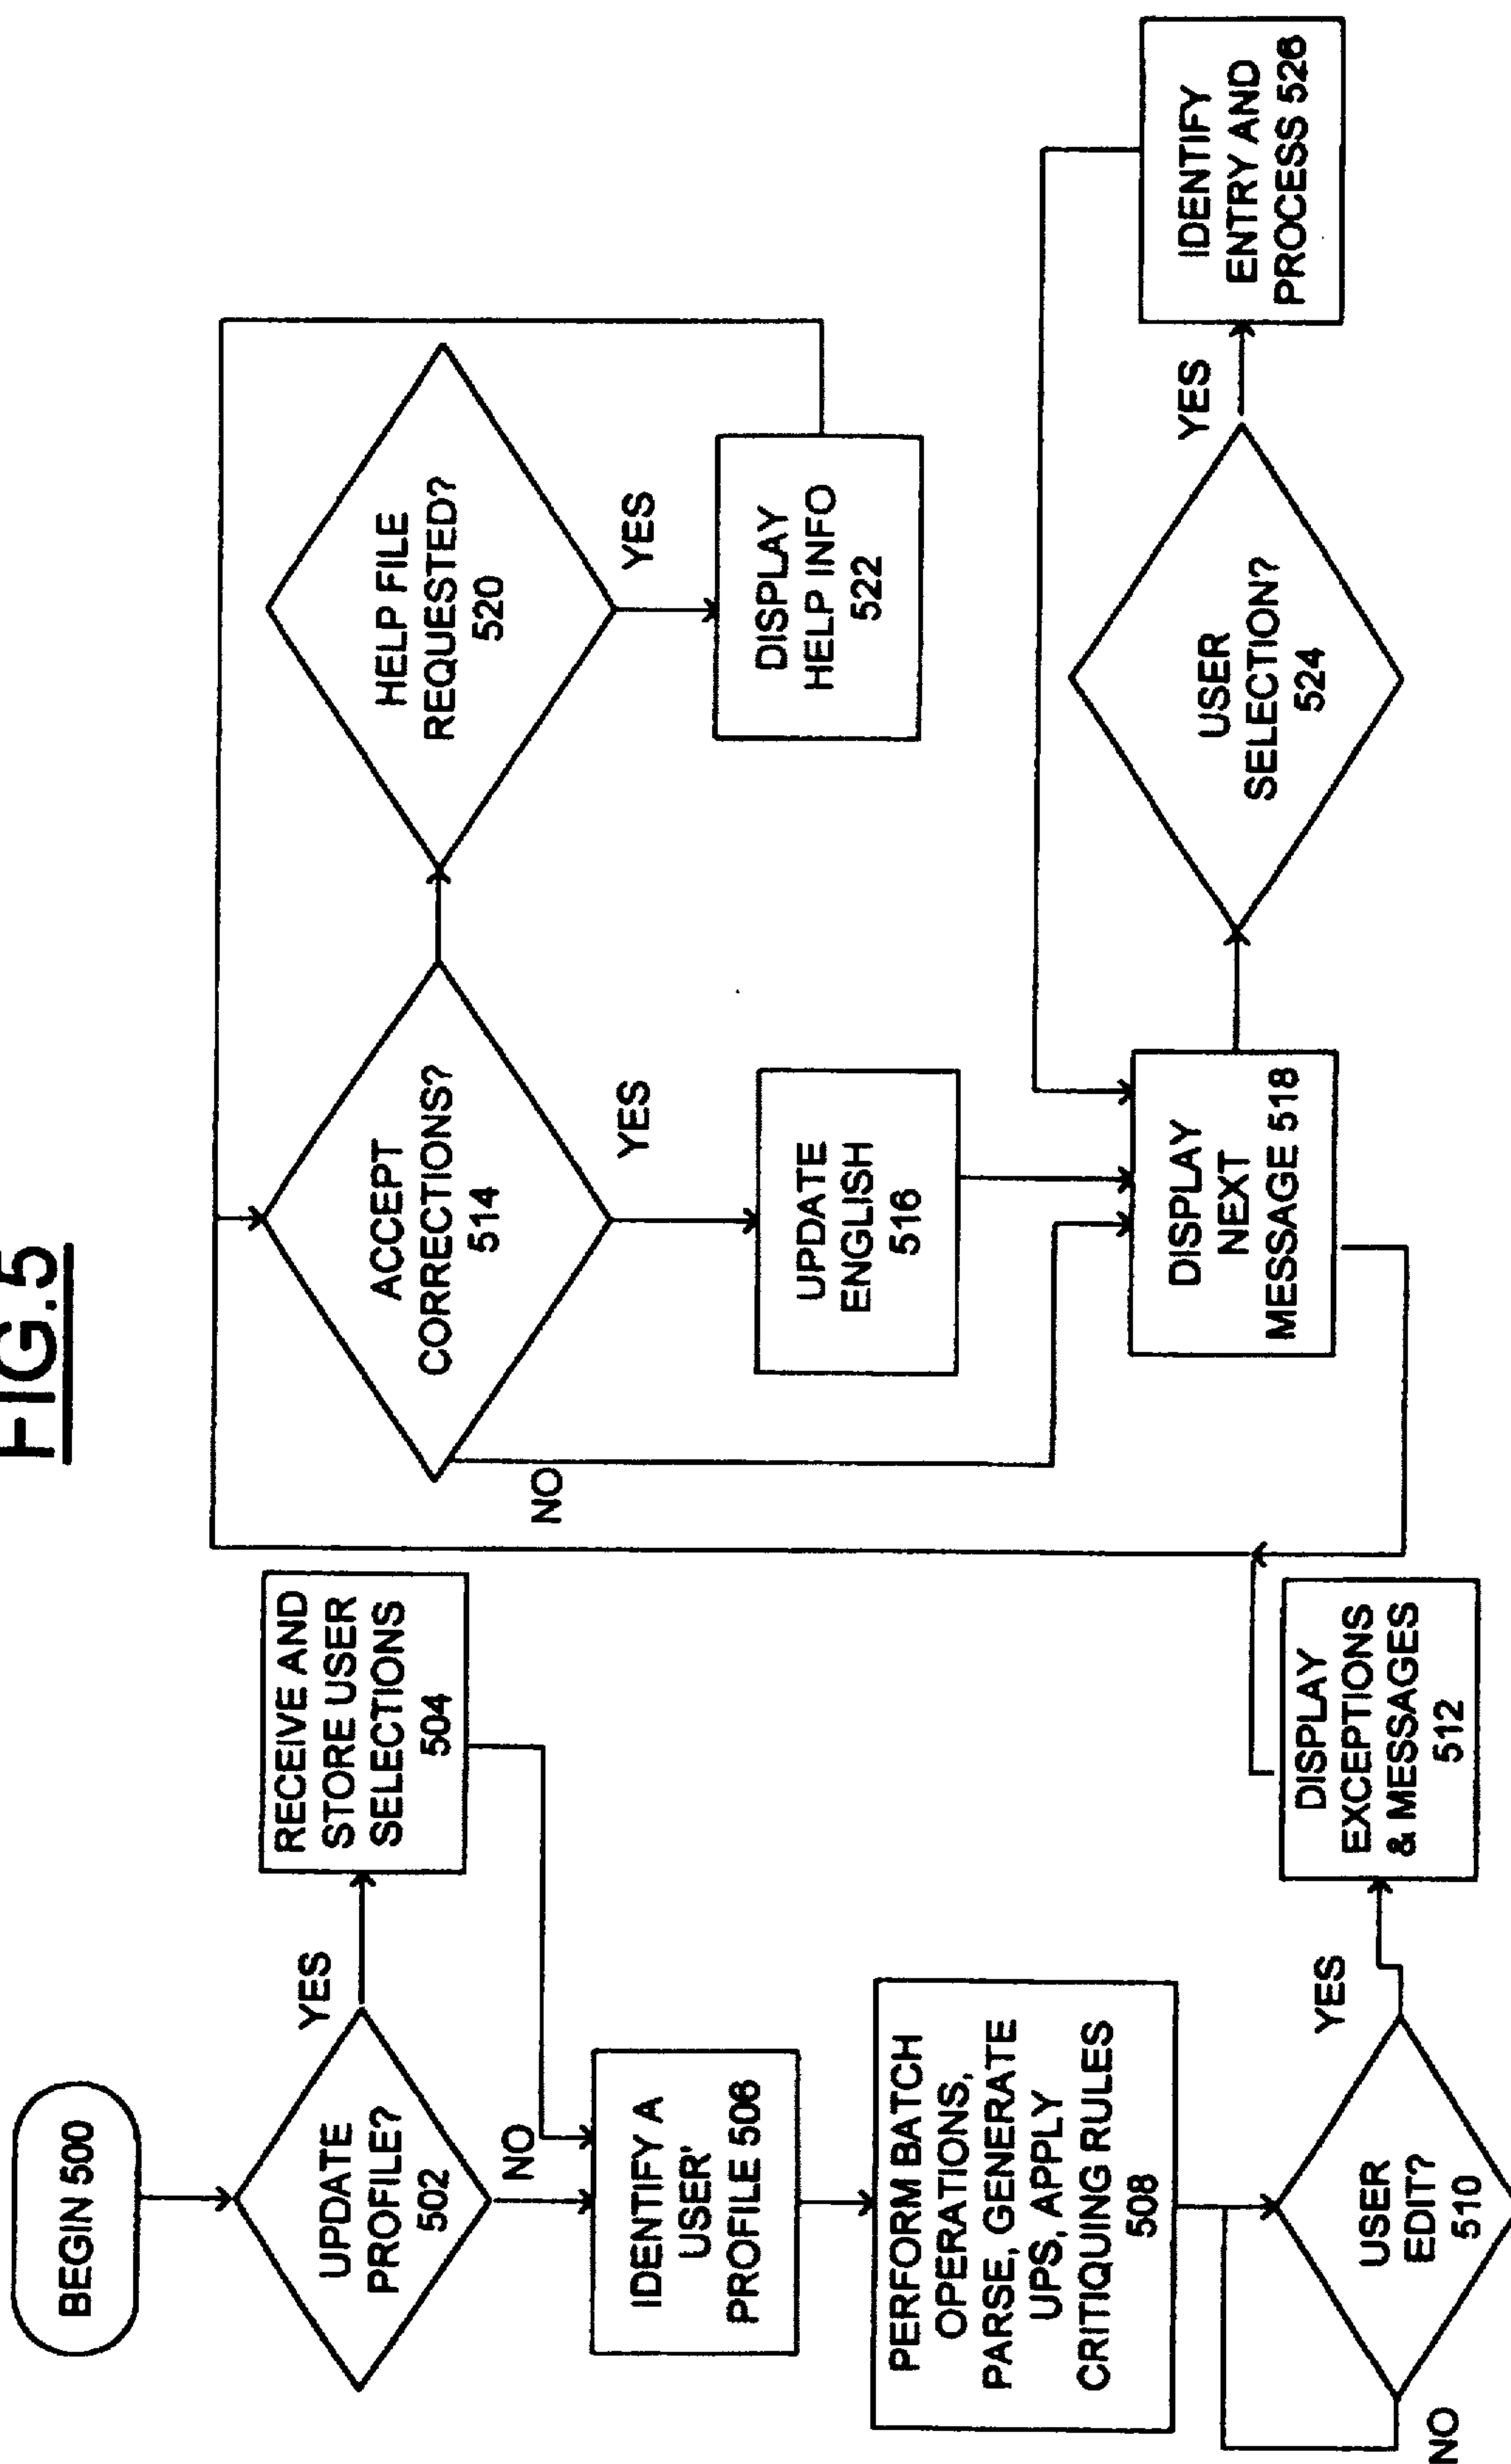 FIG.5
BEGIN 500
UPDATE
PROFILE?
502
YES
NO
RECEIVE AND
STORE USER
SELECTIONS
504
IDENTIFY A
USER'
PROFILE 506
PERFORM BATCH
OPERATIONS,
PARSE, GENERATE
UPS, APPLY
CRITIQUING RULES
508
USER
EDIT?
510
NO
YES
DISPLAY
EXCEPTIONS
& MESSAGES
512
ACCEPT
CORRECTIONS?
514
NO
YES
UPDATE
ENGLISH
516
DISPLAY
NEXT
MESSAGE 518
HELP FILE
REQUESTED?
520
YES
DISPLAY
HELP INFO
522
USER
SELECTION?
524
YES
IDENTIFY
ENTRY AND
PROCESS 526